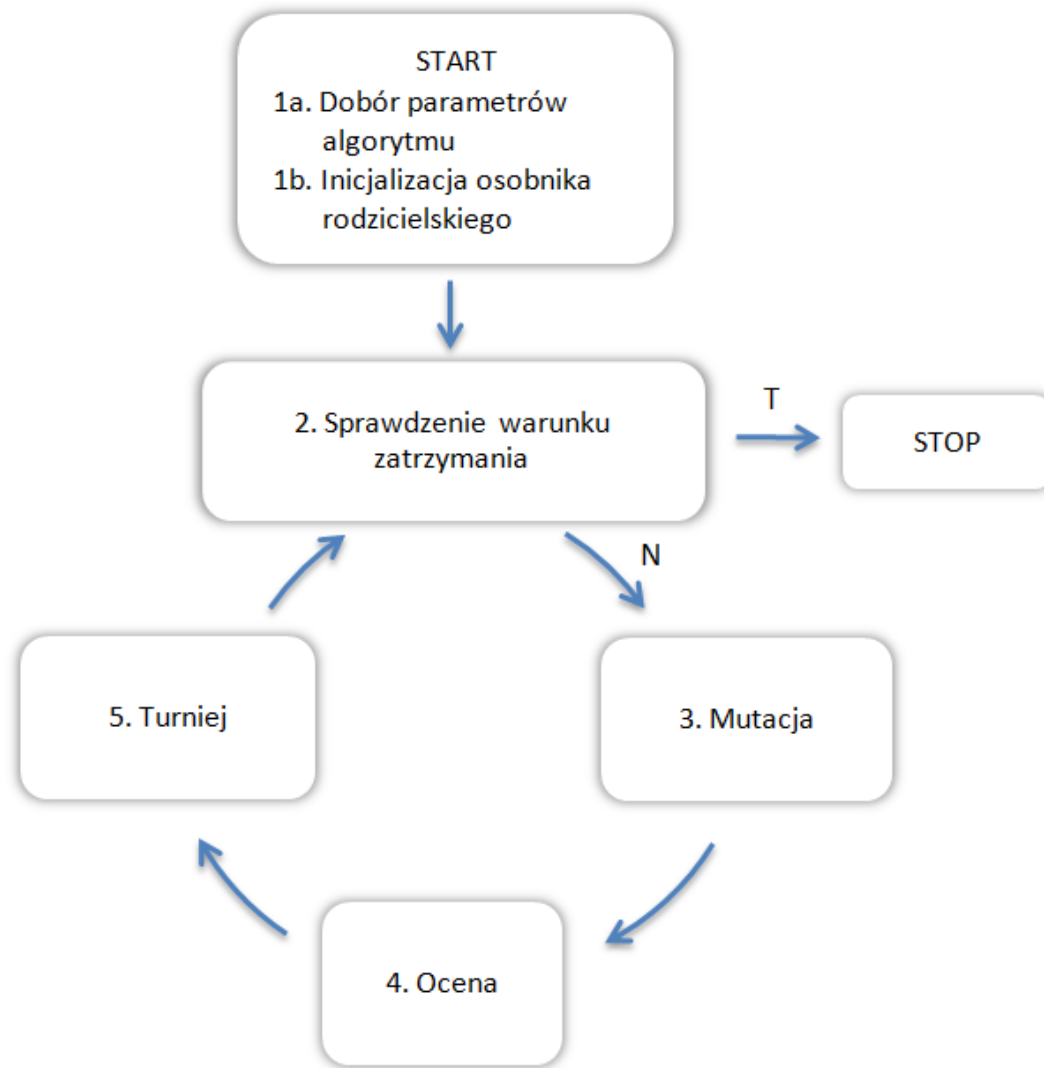 START
1a. Dobór parametrów
algorytmu
1b. Inicjalizacja osobnika
rodzicielskiego
2. Sprawdzenie warunku
zatrzymania
T
STOP
N
5. Turniej
3. Mutacja
4. Ocena